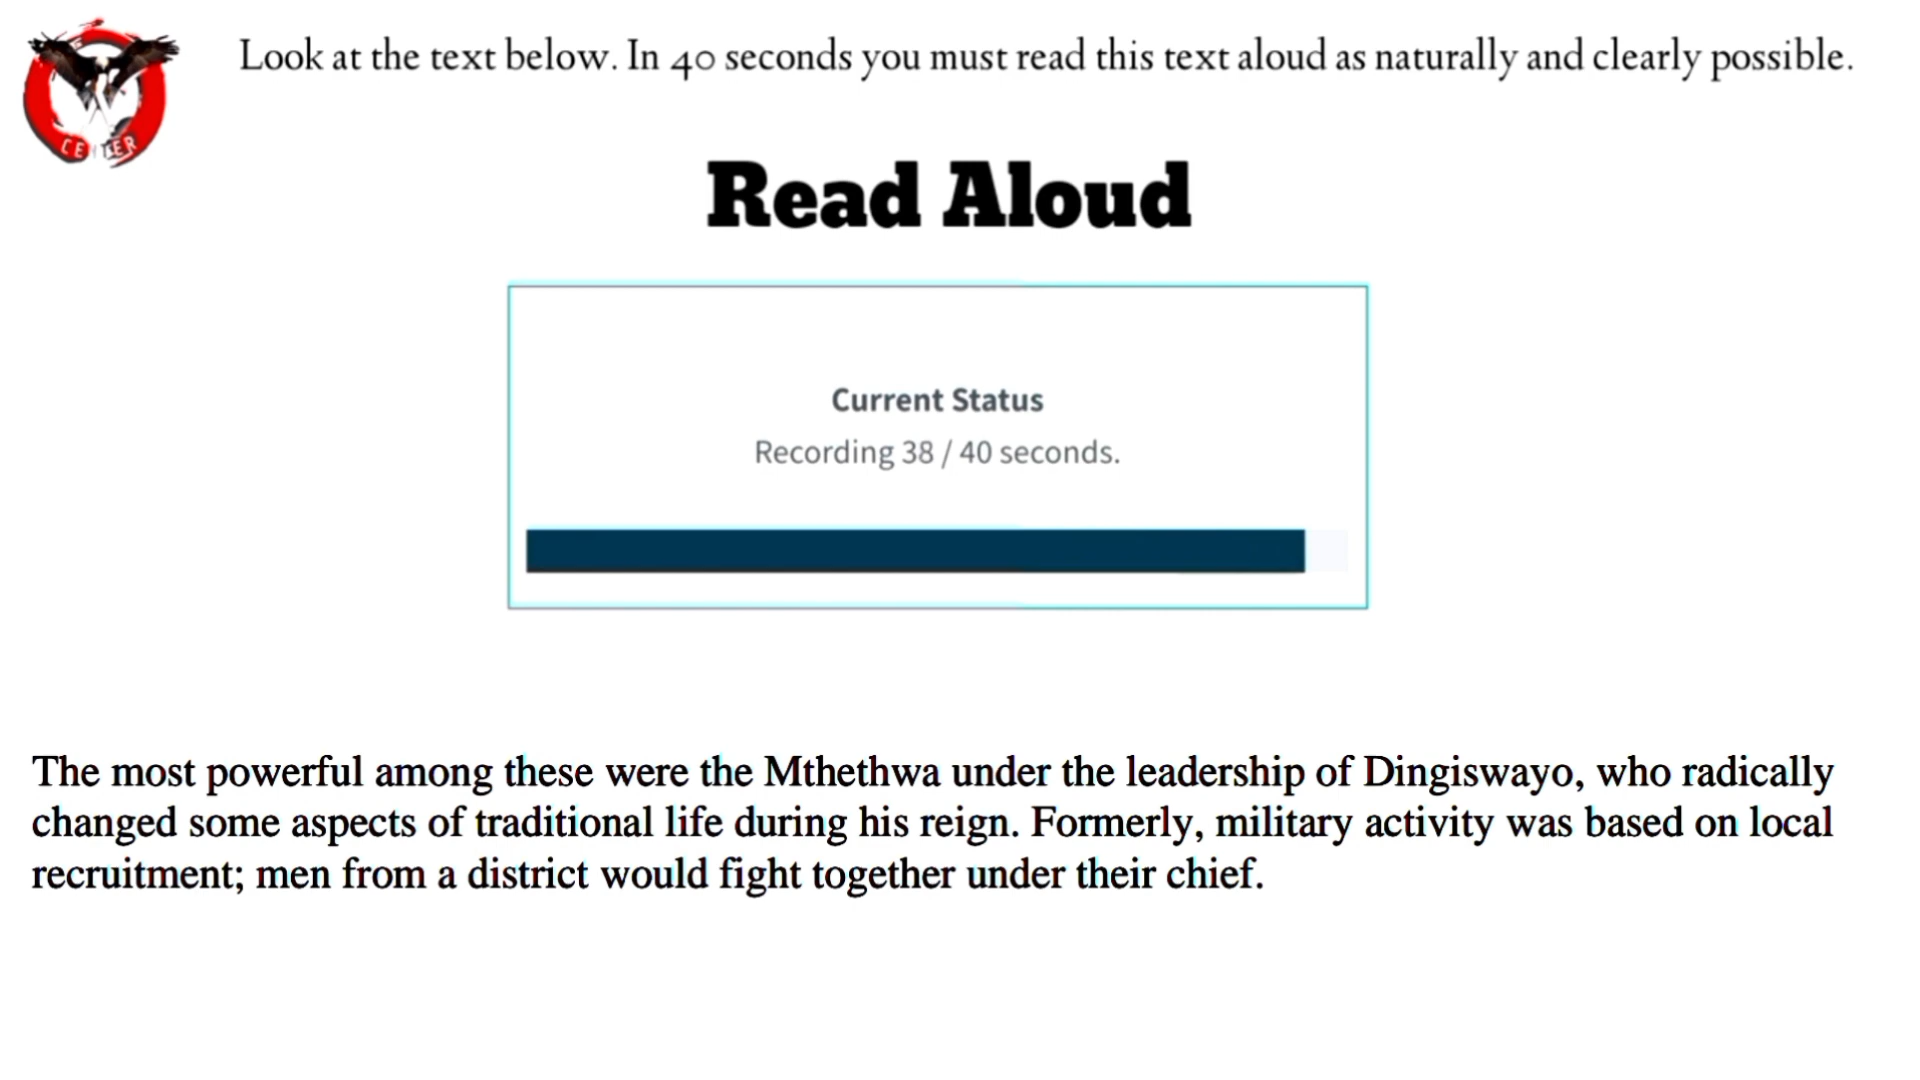 Look at the text below. In 40 seconds you must read this text aloud as naturally and clearly possible.
Read Aloud
Current Status
Recording 38 / 40 seconds.
The most powerful among these were the Mthethwa under the leadership of Dingiswayo, who radically
changed some aspects of traditional life during his reign. Formerly, military activity was based on local
recruitment; men from a district would fight together under their chief.